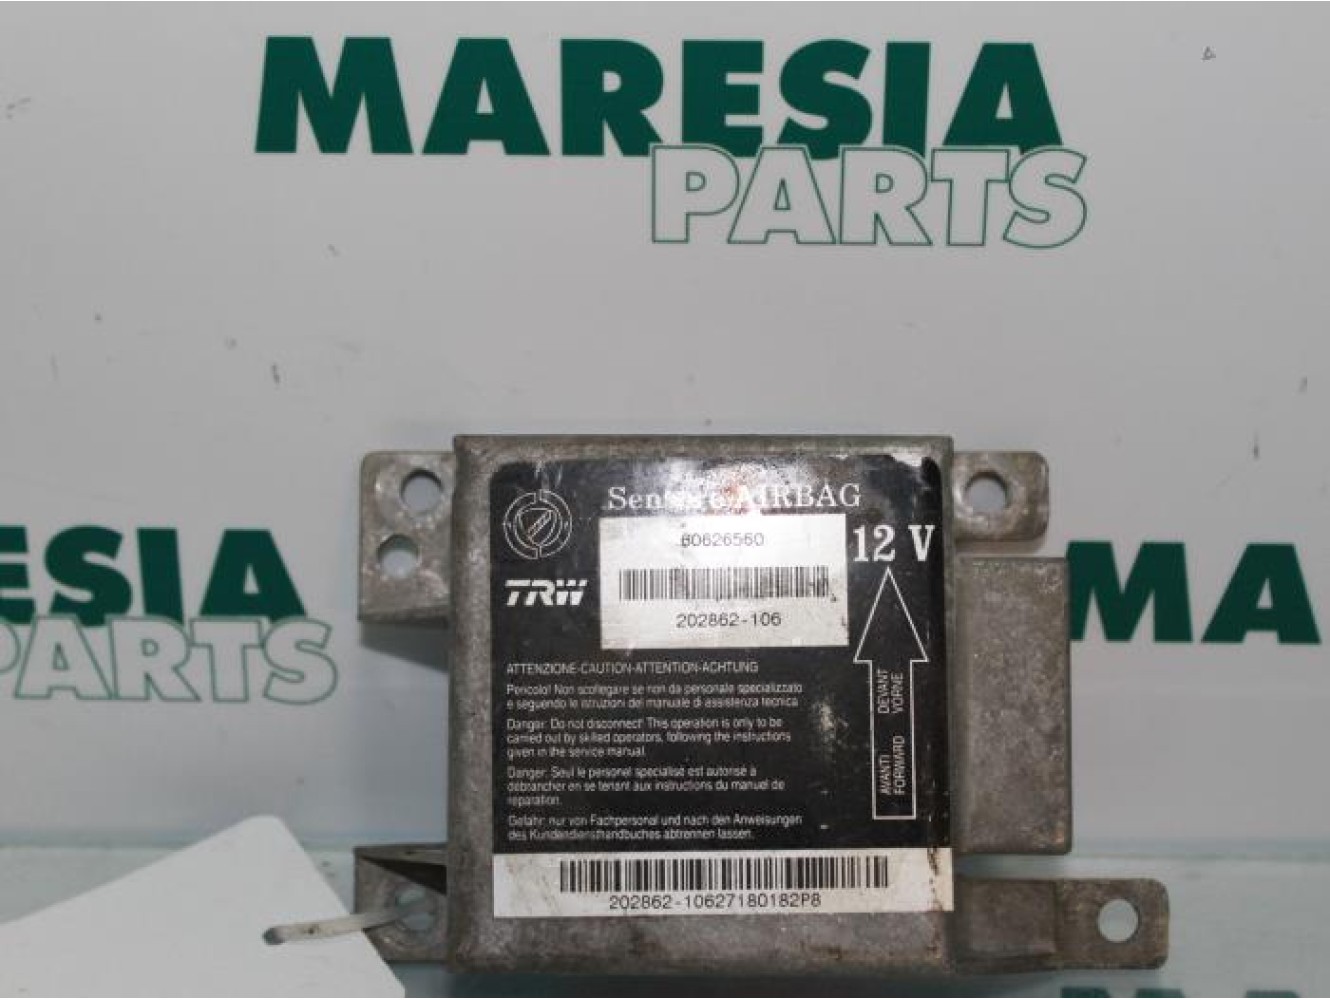 MARESIA
PARTS
ESIA
PARTS
MA
Sensore AIRBAG
60626560
12 V
TRW
202862-106
ATTENZIONE-CAUTION-ATTENTION-ACHTUNG
Pericolo! Non scollegare se non da personale specializzato
e seguendo le istruzioni del manuale di assistenza tecnica
Danger: Do not disconnect! This operation is only to be
carried out by skilled operators, following the instructions
given in the service manual.
Danger: Seul le personel specialisé est autorisé à
débrancher en se tenant aux instructions du manuel de
reparation.
Gefahr: nur von Fachpersonal und nach den Anweisungen
des Kundendiensthandbuches abtrennen lassen.
AVANTI DEVANT
FORWARD VORNE
202862-10627180182P8